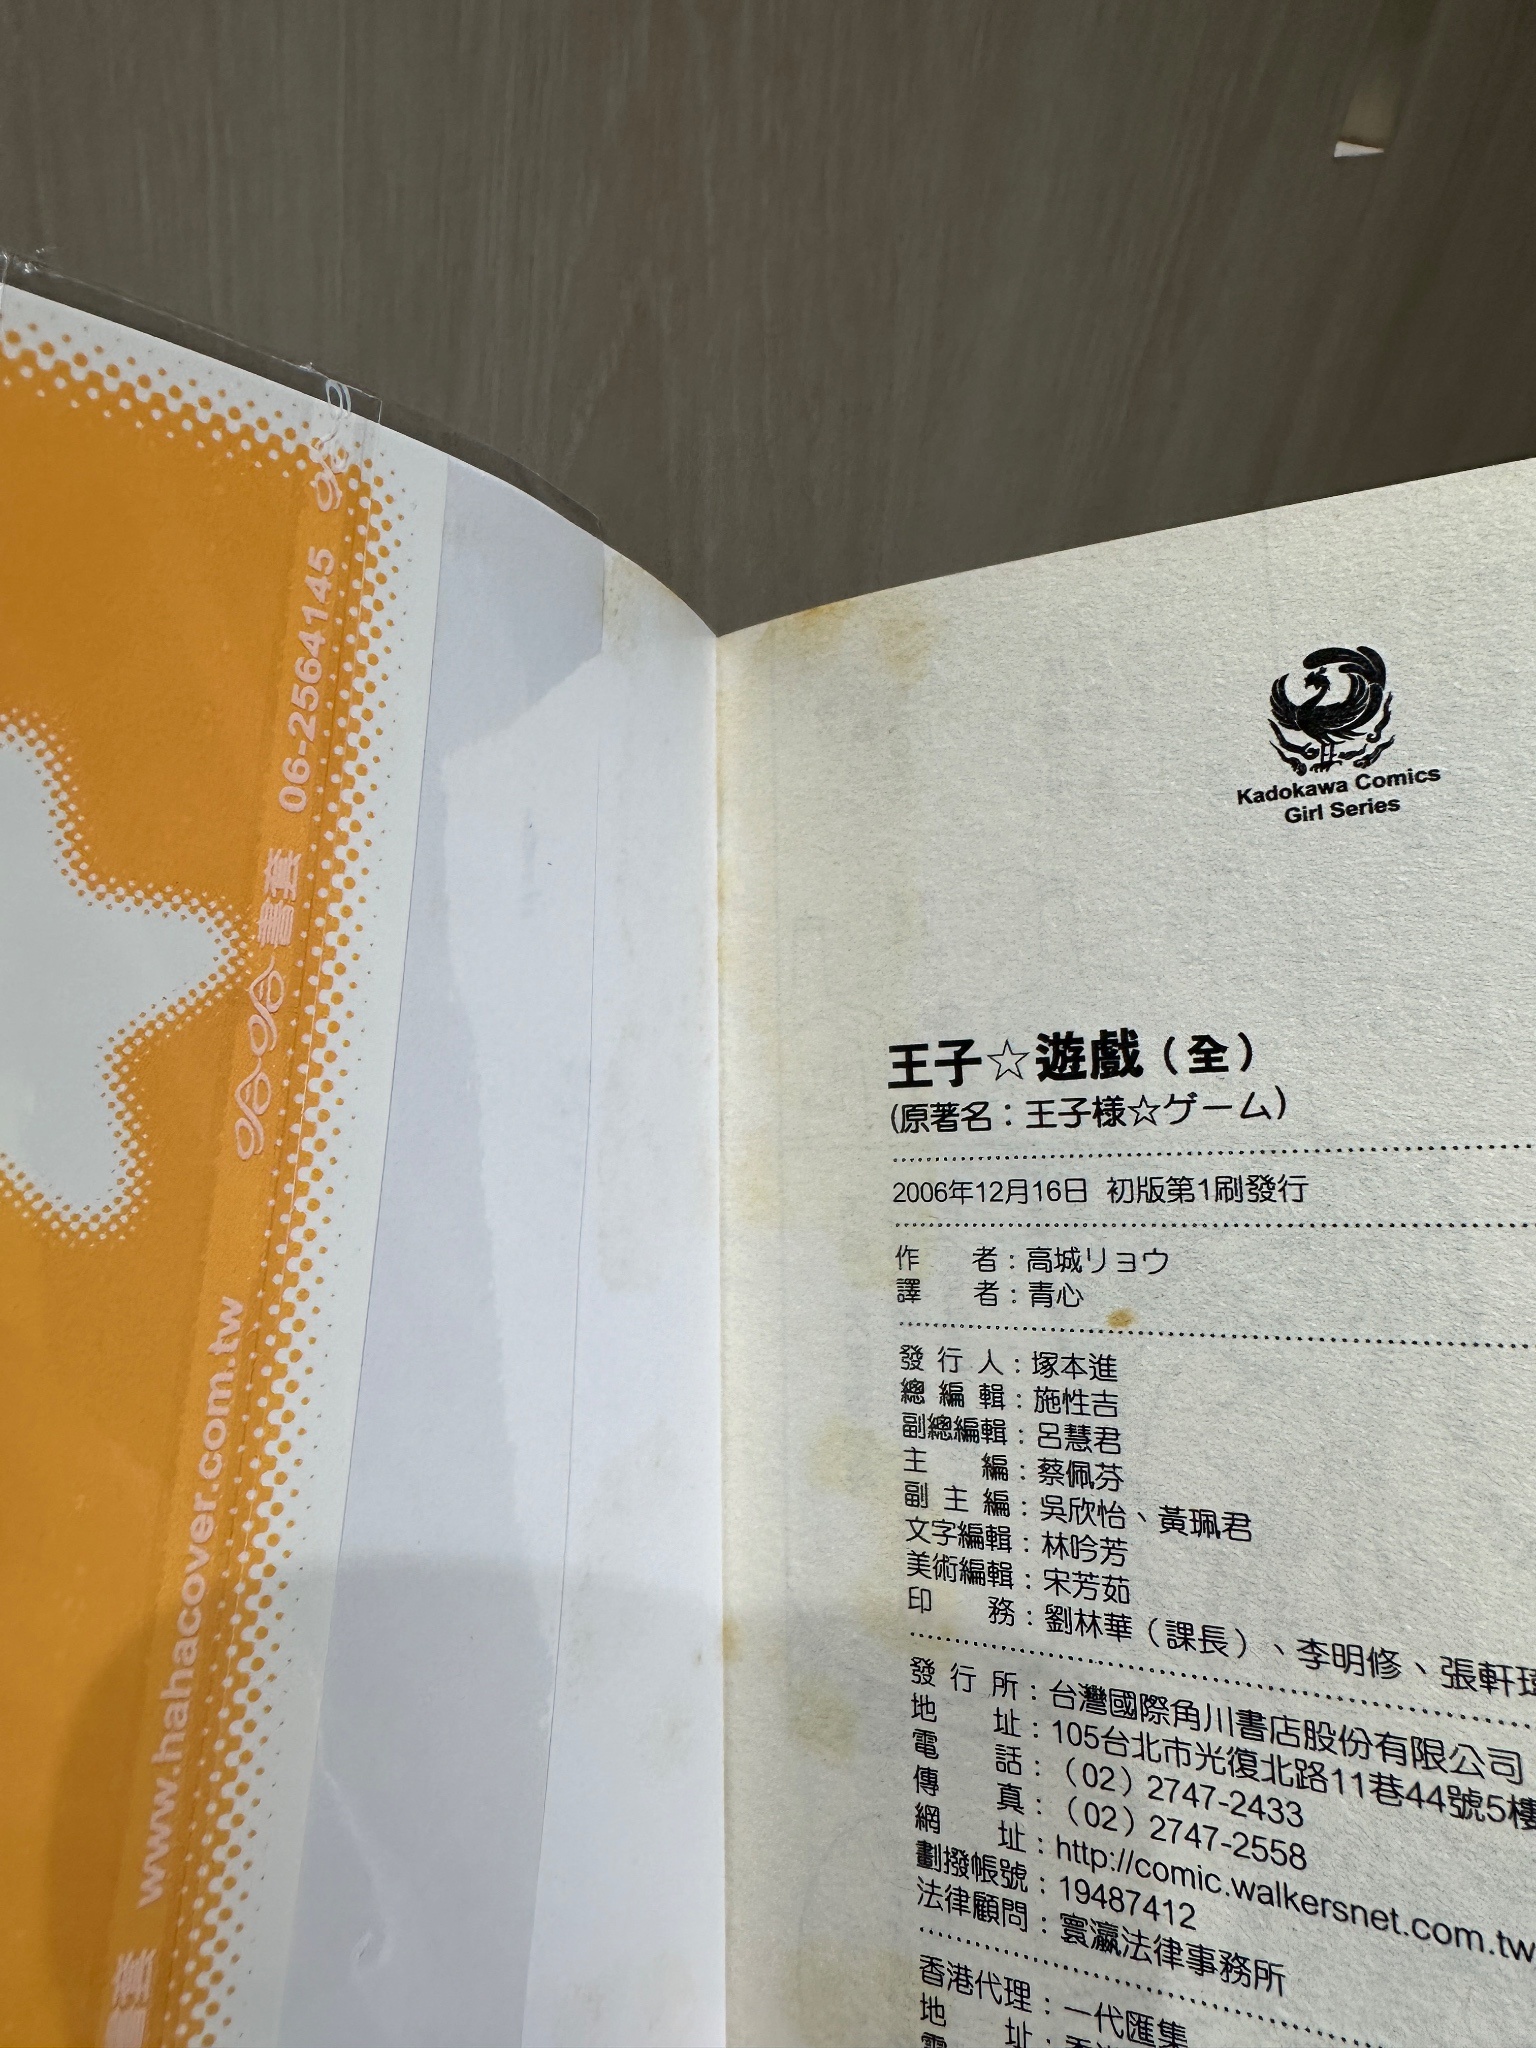 06-2564145
書套
www.hahacover.com.tw
書套
Kadokawa Comics
Girl Series
王子☆遊戲(全)
(原著名:王子様☆ゲーム)
2006年12月16日 初版第1刷發行
作 者:高城リョウ
譯 者:青心
發 行 人:塚本進
總 編 輯:施性吉
副總編輯:呂慧君
主 編:蔡佩芬
副 主 編:吳欣怡、黃珮君
文字編輯:林吟芳
美術編輯:宋芳茹
印 務:劉林華(課長)、李明修、張軒
發 行 所:台灣國際角川書店股份有限公司
地 址:105台北市光復北路11巷44號5樓
電 話:(02)2747-2433
傳 真:(02)2747-2558
網 址:http://comic.walkersnet.com.tw
劃撥帳號:19487412
法律顧問:寰瀛法律事務所
香港代理:一代匯集
地 址:香